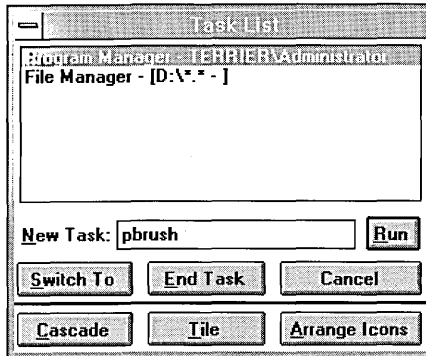 Task List
Program Manager - TERRIER\Administrator
File Manager - [D:\*.* - ]
New Task: pbrush Run
Switch To End Task Cancel
Cascade Tile Arrange Icons